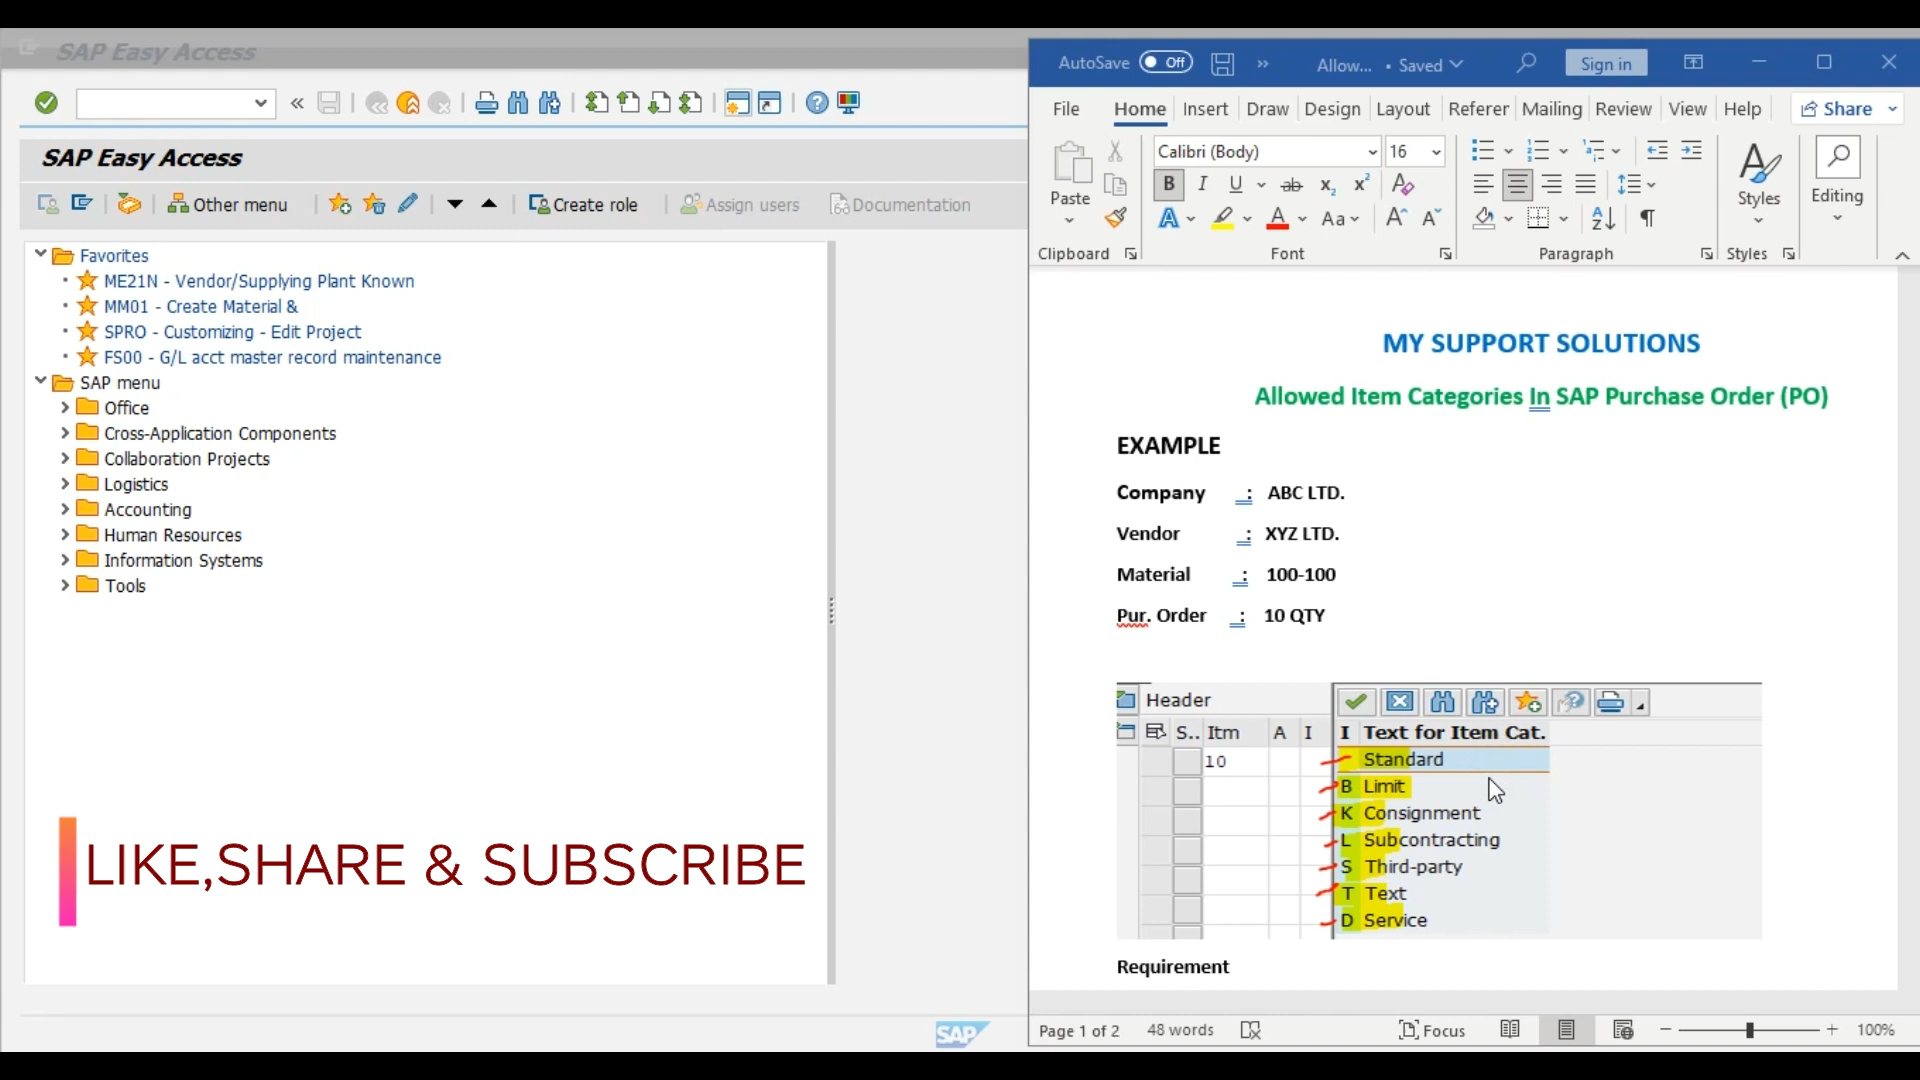 SAP Easy Access
SAP Easy Access
Other menu
Create role
Assign users
Documentation
Favorites
ME21N - Vendor/Supplying Plant Known
MM01 - Create Material &
SPRO - Customizing - Edit Project
FS00 - G/L acct master record maintenance
SAP menu
Office
Cross-Application Components
Collaboration Projects
Logistics
Accounting
Human Resources
Information Systems
Tools
LIKE,SHARE & SUBSCRIBE
SAP
AutoSave Off » Allow... • Saved Sign in
File Home Insert Draw Design Layout Referer Mailing Review View Help Share
Calibri (Body) 16
Paste
Styles
Editing
Clipboard Font Paragraph Styles
MY SUPPORT SOLUTIONS
Allowed Item Categories In SAP Purchase Order (PO)
EXAMPLE
Company : ABC LTD.
Vendor : XYZ LTD.
Material : 100-100
Pur. Order : 10 QTY
Header
S.. Itm A I
10
I Text for Item Cat.
Standard
B Limit
K Consignment
L Subcontracting
S Third-party
T Text
D Service
Requirement
Page 1 of 2 48 words Focus 100%